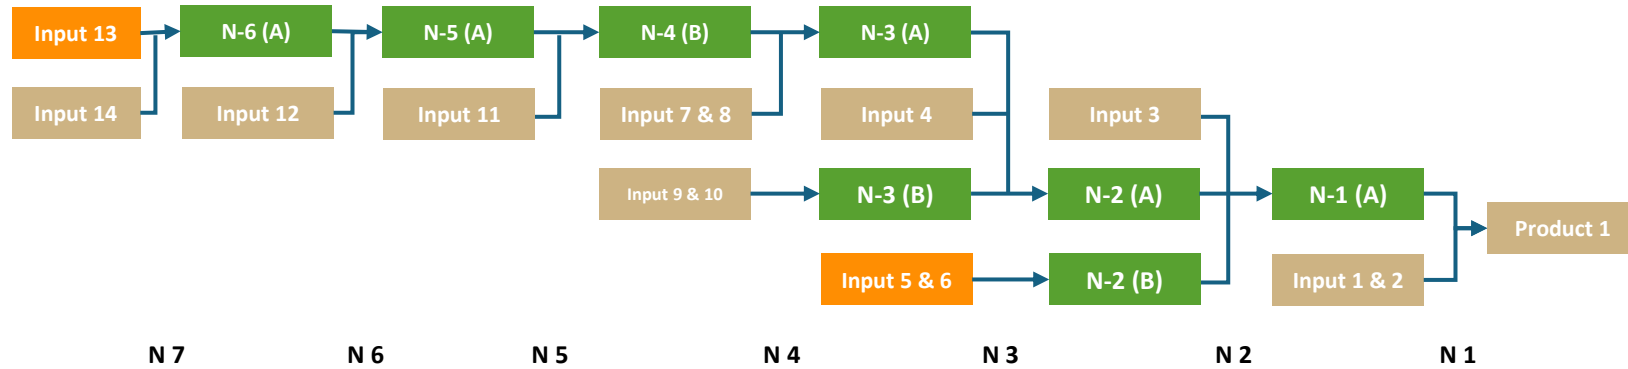 Input 13
N-6 (A)
N-5 (A)
N-4 (B)
N-3 (A)
Input 14
Input 12
Input 11
Input 7 & 8
Input 4
Input 3
Input 9 & 10
N-3 (B)
N-2 (A)
N-1 (A)
Product 1
Input 5 & 6
N-2 (B)
Input 1 & 2
N 7
N 6
N 5
N 4
N 3
N 2
N 1